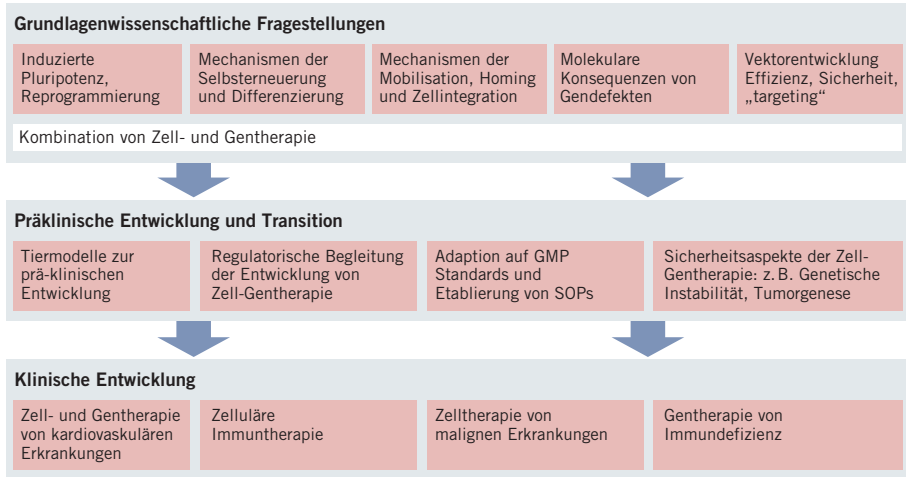 Grundlagenwissenschaftliche Fragestellungen
Induzierte
Pluripotenz,
Reprogrammierung
Mechanismen der
Selbsterneuerung
und Differenzierung
Mechanismen der
Mobilisation, Homing
und Zellintegration
Molekulare
Konsequenzen von
Gendefekten
Vektorentwicklung
Effizienz, Sicherheit,
„targeting“
Kombination von Zell- und Gentherapie
Präklinische Entwicklung und Transition
Tiermodelle zur
prä-klinischen
Entwicklung
Regulatorische Begleitung
der Entwicklung von
Zell-Gentherapie
Adaption auf GMP
Standards und
Etablierung von SOPs
Sicherheitsaspekte der Zell-
Gentherapie: z. B. Genetische
Instabilität, Tumorgenese
Klinische Entwicklung
Zell- und Gentherapie
von kardiovaskulären
Erkrankungen
Zelluläre
Immuntherapie
Zelltherapie von
malignen Erkrankungen
Gentherapie von
Immundefizienz